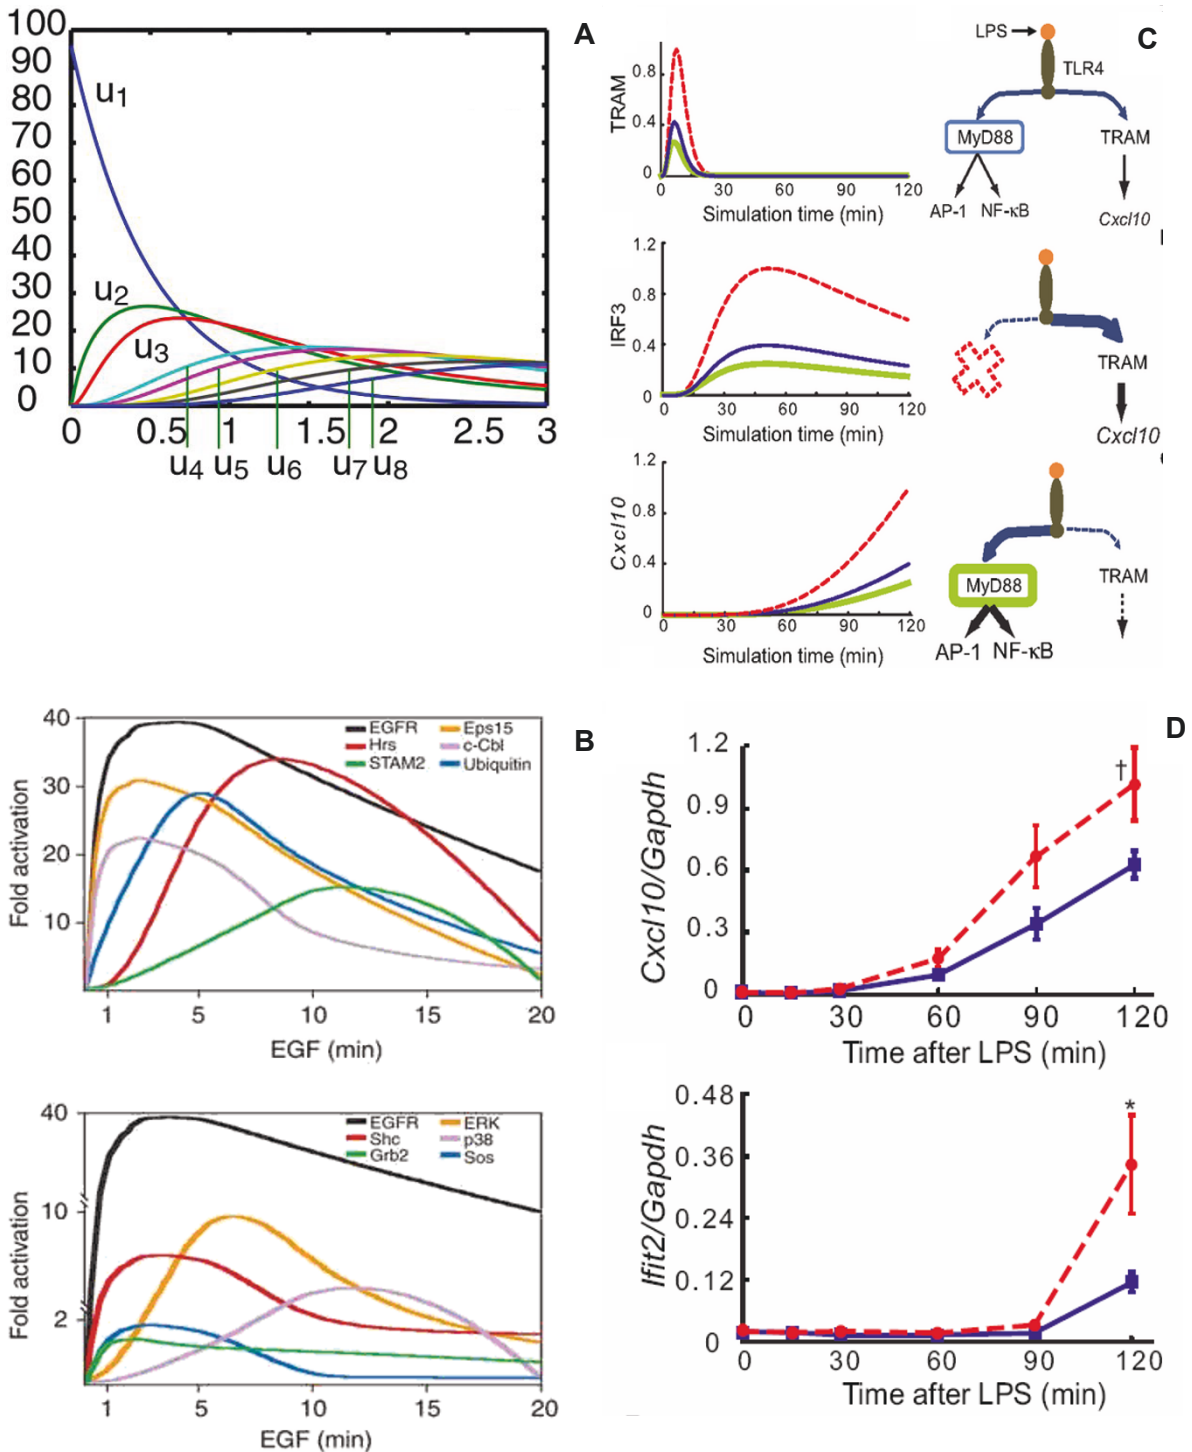 A
100
90
80
70
60
50
40
30
20
10
0
u1
u2
u3
0 0.5 1 1.5 2 2.5 3
u4 u5 u6 u7 u8
B
40
30
20
10
Fold activation
EGFR Eps15
Hrs c-Cbl
STAM2 Ubiquitin
1 5 10 15 20
EGF (min)
40
10
2
Fold activation
EGFR ERK
Shc p38
Grb2 Sos
1 5 10 15 20
EGF (min)
C
TRAM
0.8
0.4
0
0 30 60 90 120
Simulation time (min)
LPS
TLR4
MyD88
TRAM
AP-1 NF-κB
Cxcl10
IRF3
1.2
0.8
0.4
0
0 30 60 90 120
Simulation time (min)
TRAM
Cxcl10
Cxcl10
1.2
0.8
0.4
0
0 30 60 90 120
Simulation time (min)
MyD88
TRAM
AP-1 NF-κB
D
Cxcl10/Gapdh
1.2
0.9
0.6
0.3
0
†
0 30 60 90 120
Time after LPS (min)
Ifit2/Gapdh
0.48
0.36
0.24
0.12
0
*
0 30 60 90 120
Time after LPS (min)